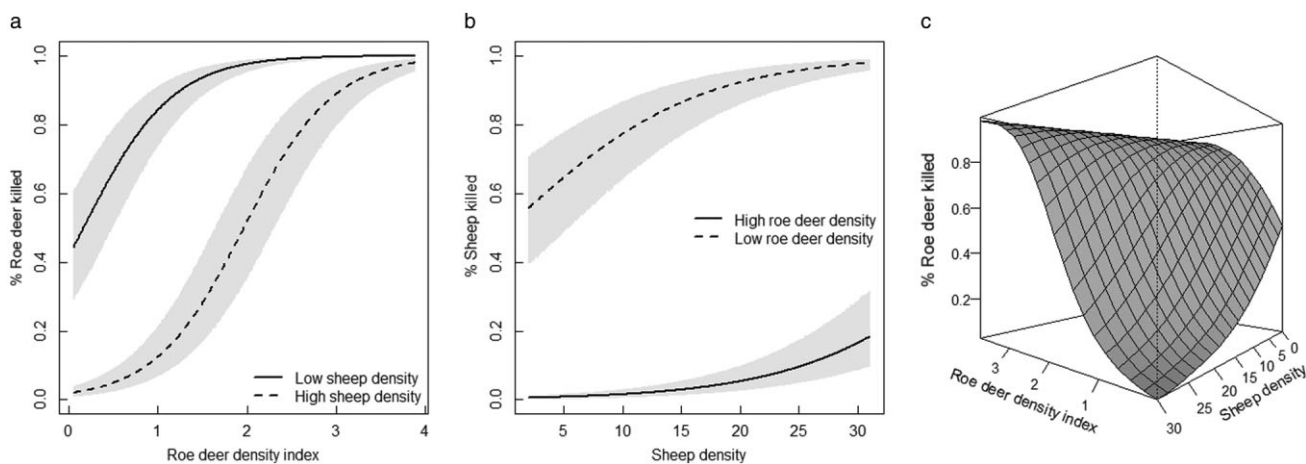 a
% Roe deer killed
1.0
0.8
0.6
0.4
0.2
0.0
Low sheep density
High sheep density
0 1 2 3 4
Roe deer density index
b
% Sheep killed
1.0
0.8
0.6
0.4
0.2
0.0
High roe deer density
Low roe deer density
5 10 15 20 25 30
Sheep density
c
% Roe deer killed
0.8
0.6
0.4
0.2
3
2
1
Roe deer density index
30
25
20
15
10
5
0
Sheep density